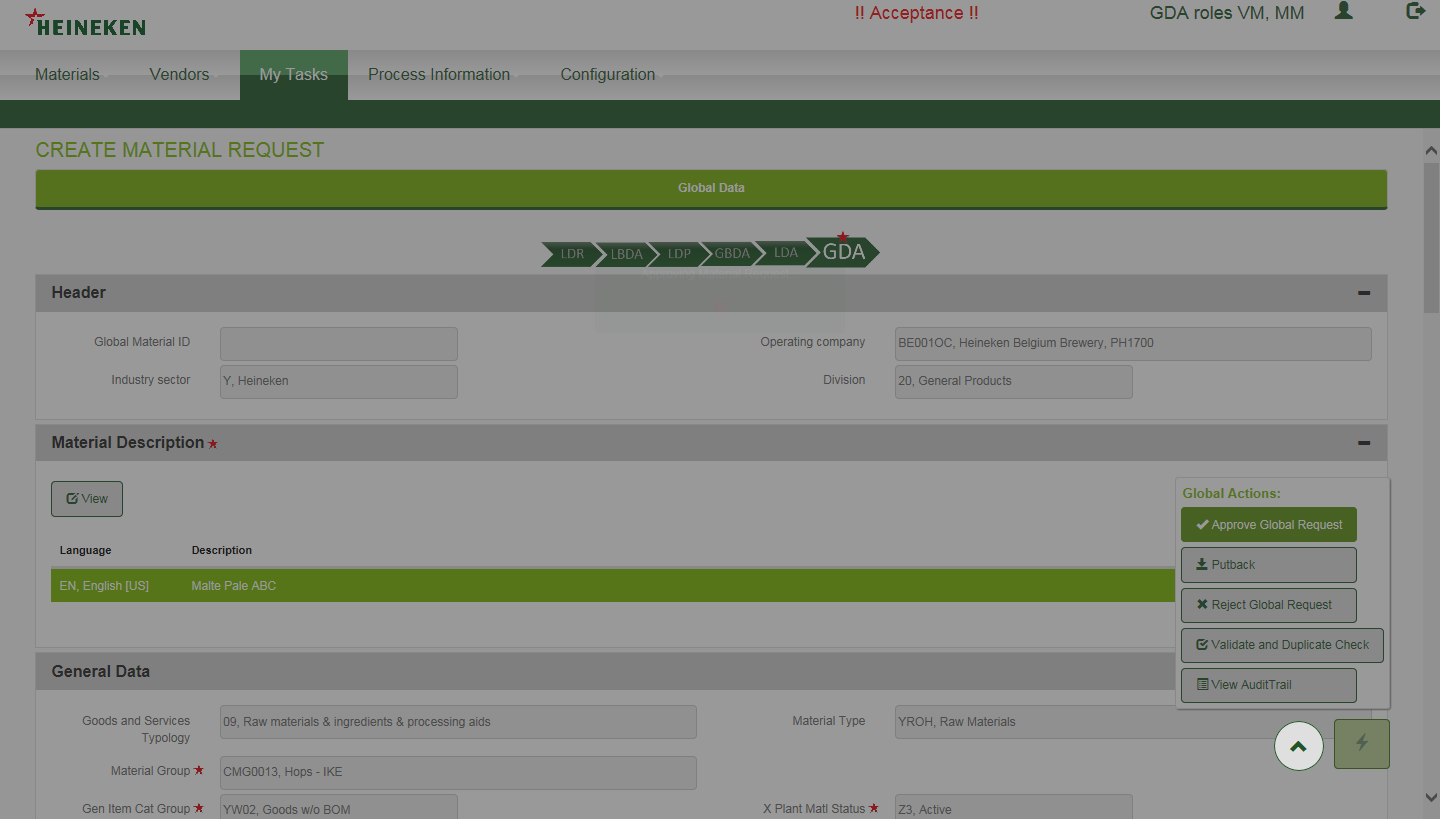 HEINEKEN
!! Acceptance !!
GDA roles VM, MM
Materials
Vendors
My Tasks
Process Information
Configuration
CREATE MATERIAL REQUEST
Global Data
LDR
LBDA
LDP
GBDA
LDA
GDA
Header
Global Material ID
Operating company
BE001OC, Heineken Belgium Brewery, PH1700
Industry sector
Y, Heineken
Division
20, General Products
Material Description
View
Language
Description
EN, English [US]
Malte Pale ABC
Global Actions:
Approve Global Request
Putback
Reject Global Request
Validate and Duplicate Check
View AuditTrail
General Data
Goods and Services
Typology
09, Raw materials & ingredients & processing aids
Material Type
YROH, Raw Materials
Material Group
CMG0013, Hops - IKE
Gen Item Cat Group
YW02, Goods w/o BOM
X Plant Matl Status
Z3, Active